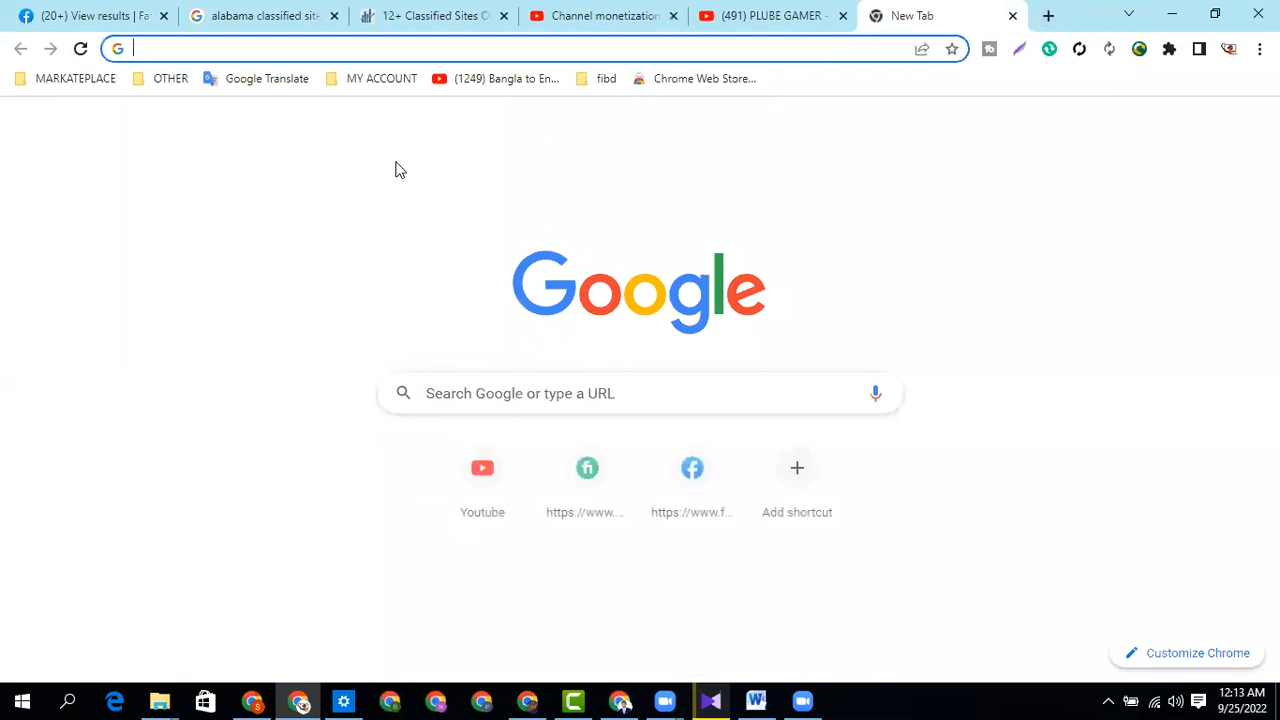 (20+) View results | Fa
alabama classified site
12+ Classified Sites O
Channel monetization
(491) PLUBE GAMER -
New Tab
MARKATEPLACE
OTHER
Google Translate
MY ACCOUNT
(1249) Bangla to En...
fibd
Chrome Web Store...
Google
Search Google or type a URL
Youtube
https://www....
https://www.f...
Add shortcut
Customize Chrome
12:13 AM
9/25/2022